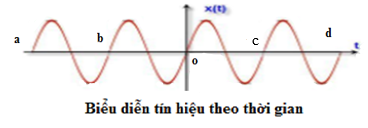 x(t)
a b c d
t
o
Biểu diễn tín hiệu theo thời gian